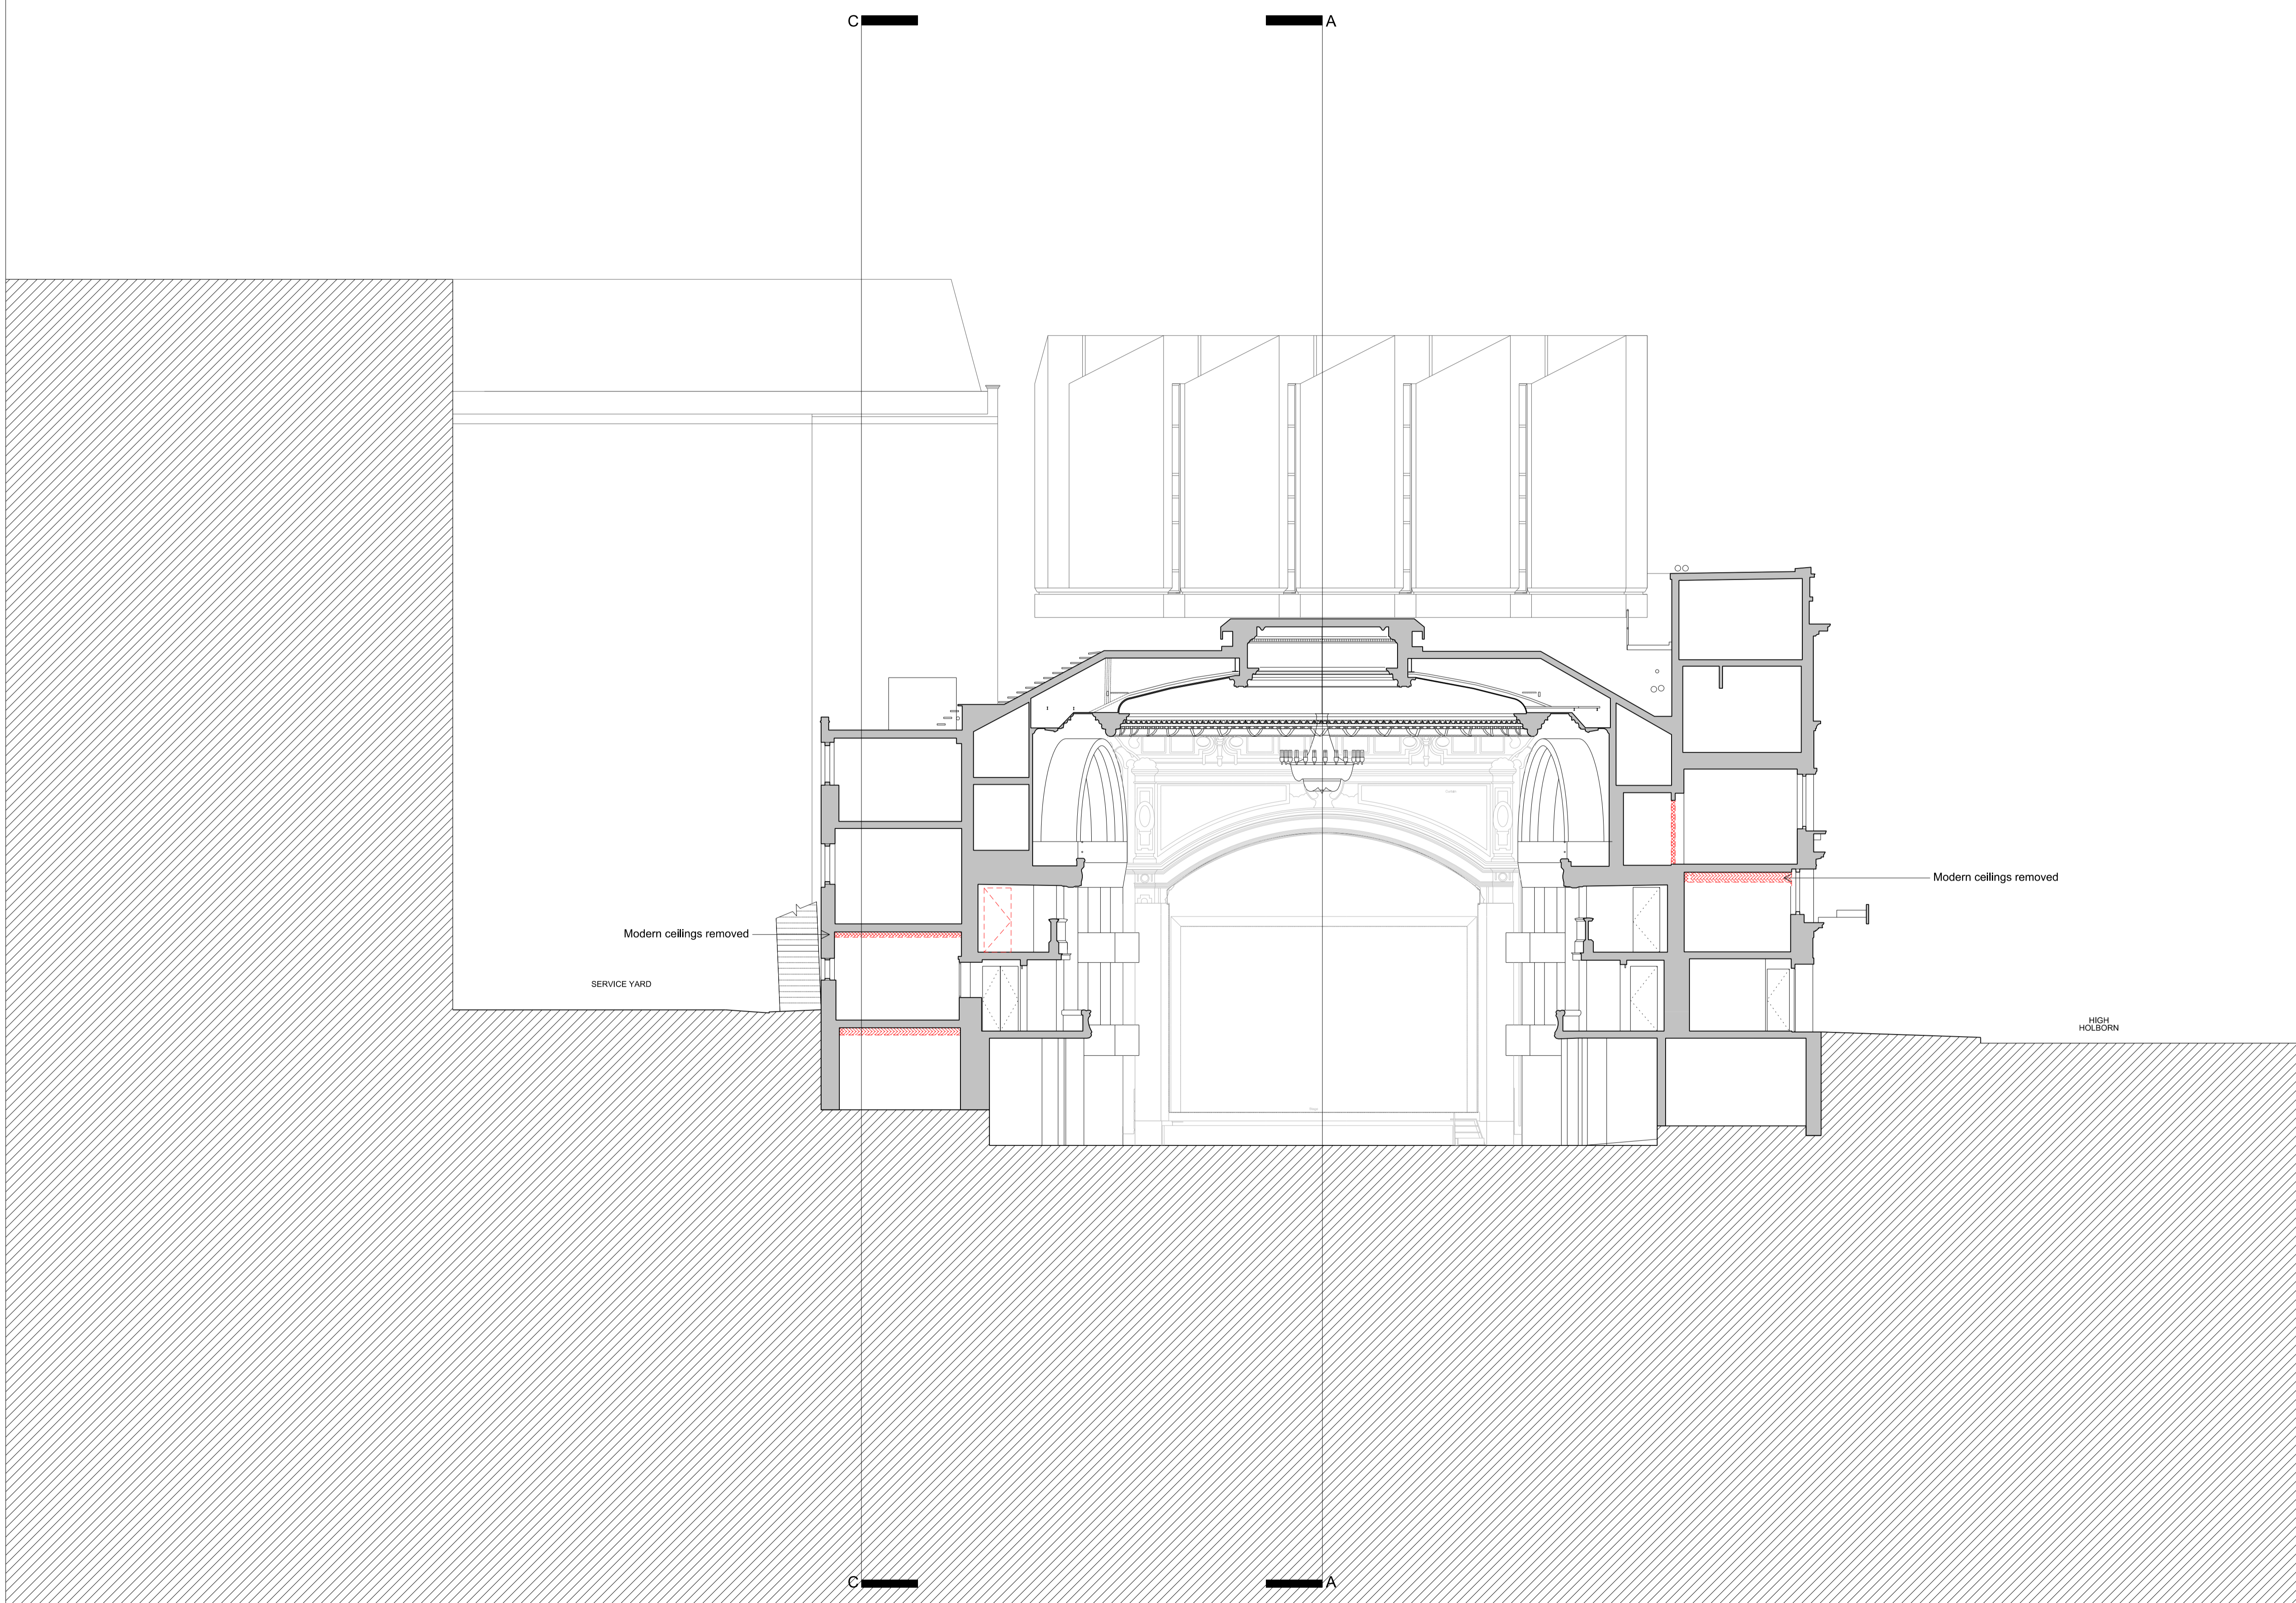 C
A
Modern ceilings removed
Modern ceilings removed
SERVICE YARD
HIGH
HOLBORN
C
A